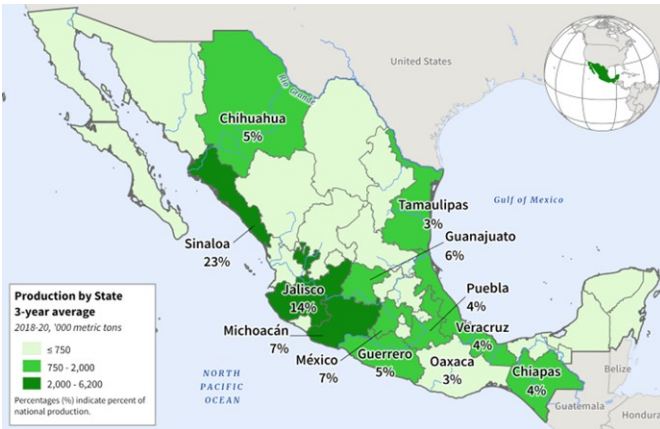 United States
Rio Grande
Chihuahua
5%
Gulf of Mexico
Tamaulipas
3%
Guanajuato
6%
Sinaloa
23%
Puebla
4%
Jalisco
14%
Veracruz
4%
Michoacán
7%
México
7%
Guerrero
5%
Oaxaca
3%
Chiapas
4%
Belize
Guatemala
Hondura
NORTH
PACIFIC
OCEAN
Production by State
3-year average
2018-20, '000 metric tons
≤ 750
750 - 2,000
2,000 - 6,200
Percentages (%) indicate percent of
national production.